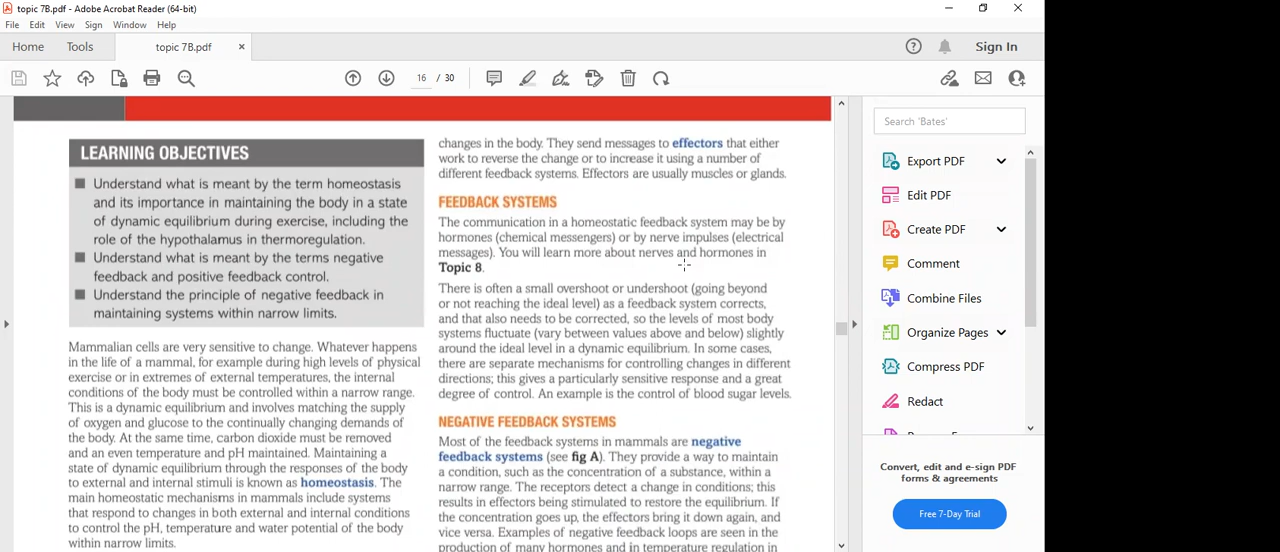 topic 7B.pdf - Adobe Acrobat Reader (64-bit)
File Edit View Sign Window Help
Home Tools topic 7B.pdf × Sign In
16 / 30
LEARNING OBJECTIVES
Understand what is meant by the term homeostasis
and its importance in maintaining the body in a state
of dynamic equilibrium during exercise, including the
role of the hypothalamus in thermoregulation.
Understand what is meant by the terms negative
feedback and positive feedback control.
Understand the principle of negative feedback in
maintaining systems within narrow limits.
Mammalian cells are very sensitive to change. Whatever happens
in the life of a mammal, for example during high levels of physical
exercise or in extremes of external temperatures, the internal
conditions of the body must be controlled within a narrow range.
This is a dynamic equilibrium and involves matching the supply
of oxygen and glucose to the continually changing demands of
the body. At the same time, carbon dioxide must be removed
and an even temperature and pH maintained. Maintaining a
state of dynamic equilibrium through the responses of the body
to external and internal stimuli is known as homeostasis. The
main homeostatic mechanisms in mammals include systems
that respond to changes in both external and internal conditions
to control the pH, temperature and water potential of the body
within narrow limits.
changes in the body. They send messages to effectors that either
work to reverse the change or to increase it using a number of
different feedback systems. Effectors are usually muscles or glands.
FEEDBACK SYSTEMS
The communication in a homeostatic feedback system may be by
hormones (chemical messengers) or by nerve impulses (electrical
messages). You will learn more about nerves and hormones in
Topic 8.
There is often a small overshoot or undershoot (going beyond
or not reaching the ideal level) as a feedback system corrects,
and that also needs to be corrected, so the levels of most body
systems fluctuate (vary between values above and below) slightly
around the ideal level in a dynamic equilibrium. In some cases,
there are separate mechanisms for controlling changes in different
directions; this gives a particularly sensitive response and a great
degree of control. An example is the control of blood sugar levels.
NEGATIVE FEEDBACK SYSTEMS
Most of the feedback systems in mammals are negative
feedback systems (see fig A). They provide a way to maintain
a condition, such as the concentration of a substance, within a
narrow range. The receptors detect a change in conditions; this
results in effectors being stimulated to restore the equilibrium. If
the concentration goes up, the effectors bring it down again, and
vice versa. Examples of negative feedback loops are seen in the
production of many hormones and in temperature regulation in
Search 'Bates'
Export PDF
Edit PDF
Create PDF
Comment
Combine Files
Organize Pages
Compress PDF
Redact
Convert, edit and e-sign PDF
forms & agreements
Free 7-Day Trial